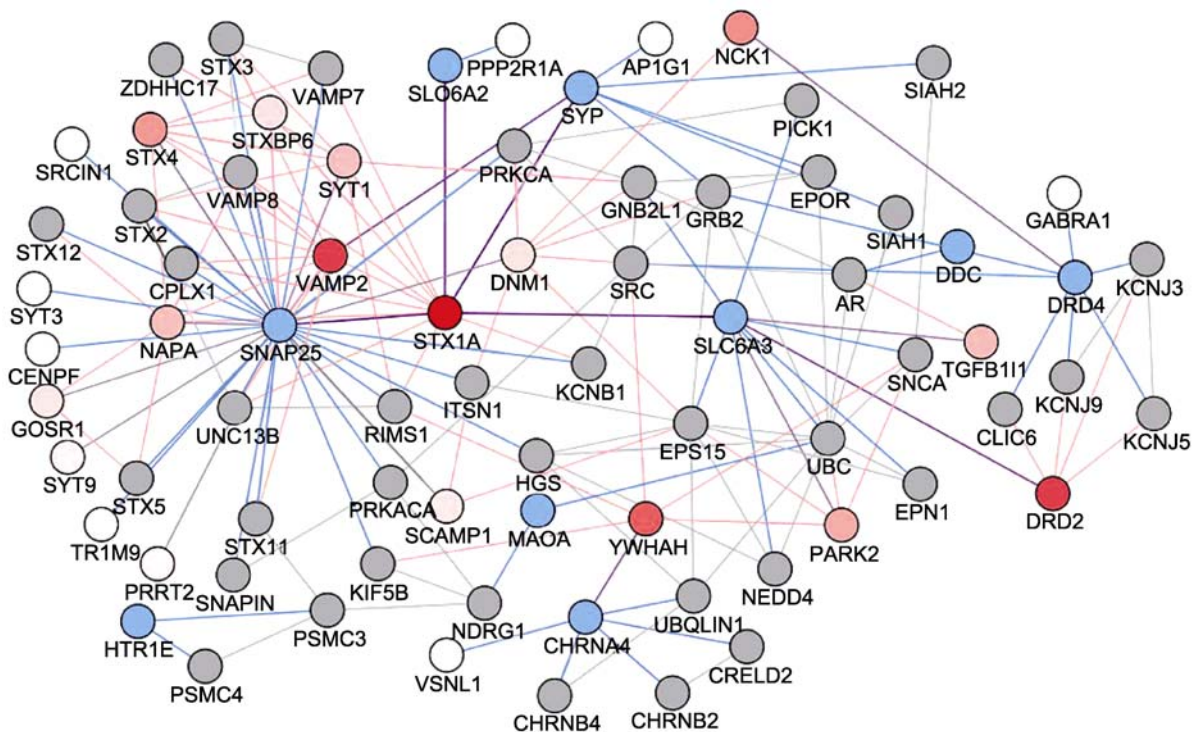 STX3
PPP2R1A
AP1G1
NCK1
ZDHHC17
VAMP7
SLO6A2
SIAH2
SYP
STXBP6
PICK1
STX4
SRCIN1
PRKCA
SYT1
VAMP8
EPOR
GNB2L1
GRB2
GABRA1
STX2
SIAH1
STX12
DDC
VAMP2
DNM1
CPLX1
SRC
AR
DRD4
KCNJ3
SYT3
STX1A
NAPA
SNAP25
SLC6A3
TGFB1I1
CENPF
SNCA
KCNB1
KCNJ9
GOSR1
ITSN1
UNC13B
RIMS1
CLIC6
KCNJ5
EPS15
UBC
SYT9
HGS
STX5
PRKACA
EPN1
DRD2
SCAMP1
MAOA
TR1M9
STX11
YWHAH
PARK2
PRRT2
SNAPIN
KIF5B
NEDD4
PSMC3
NDRG1
UBQLIN1
HTR1E
CHRNA4
CRELD2
PSMC4
VSNL1
CHRNB4
CHRNB2